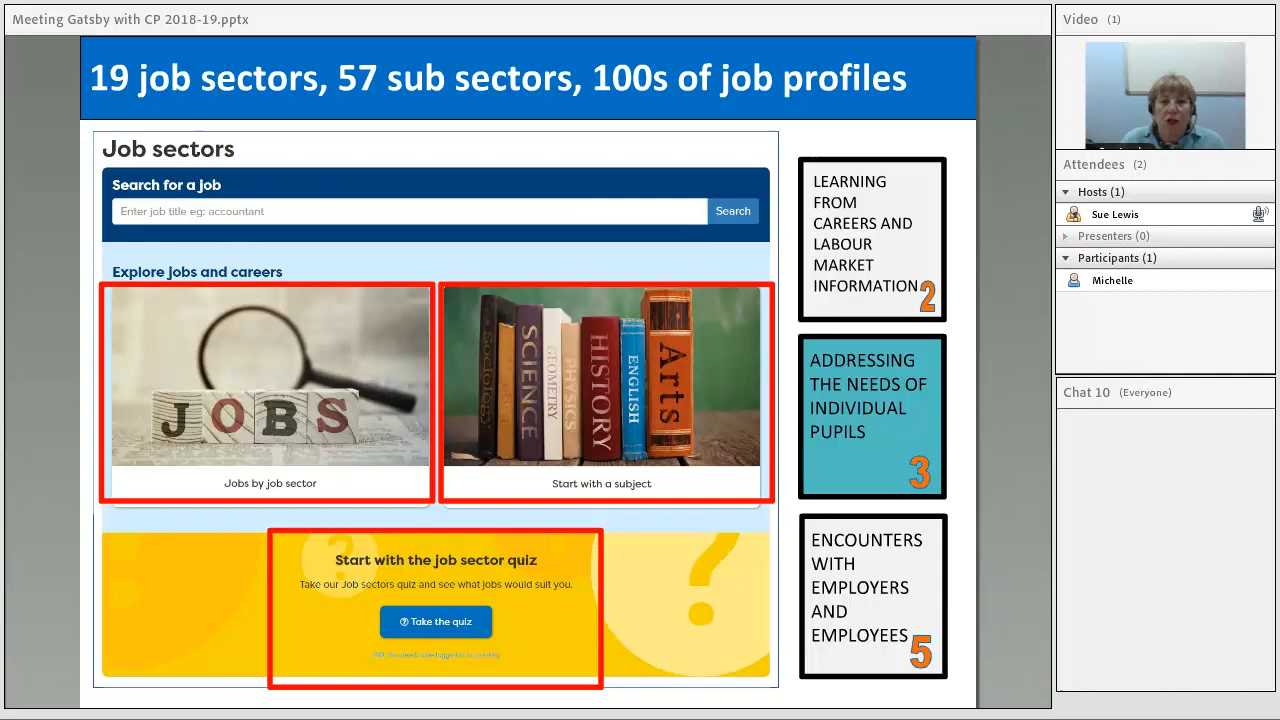 Meeting Gatsby with CP 2018-19.pptx
19 job sectors, 57 sub sectors, 100s of job profiles
Job sectors
Search for a job
Enter job title eg: accountant
Search
Explore jobs and careers
JOBS
Jobs by job sector
Sociology
SCIENCE
GEOMETRY
PHYSICS
HISTORY
ENGLISH
Arts
Start with a subject
Start with the job sector quiz
Take our Job sectors quiz and see what jobs would suit you.
Take the quiz
LEARNING
FROM
CAREERS AND
LABOUR
MARKET
INFORMATION
2
ADDRESSING
THE NEEDS OF
INDIVIDUAL
PUPILS
3
ENCOUNTERS
WITH
EMPLOYERS
AND
EMPLOYEES
5
Video (1)
Attendees (2)
Hosts (1)
Sue Lewis
Presenters (0)
Participants (1)
Michelle
Chat 10 (Everyone)